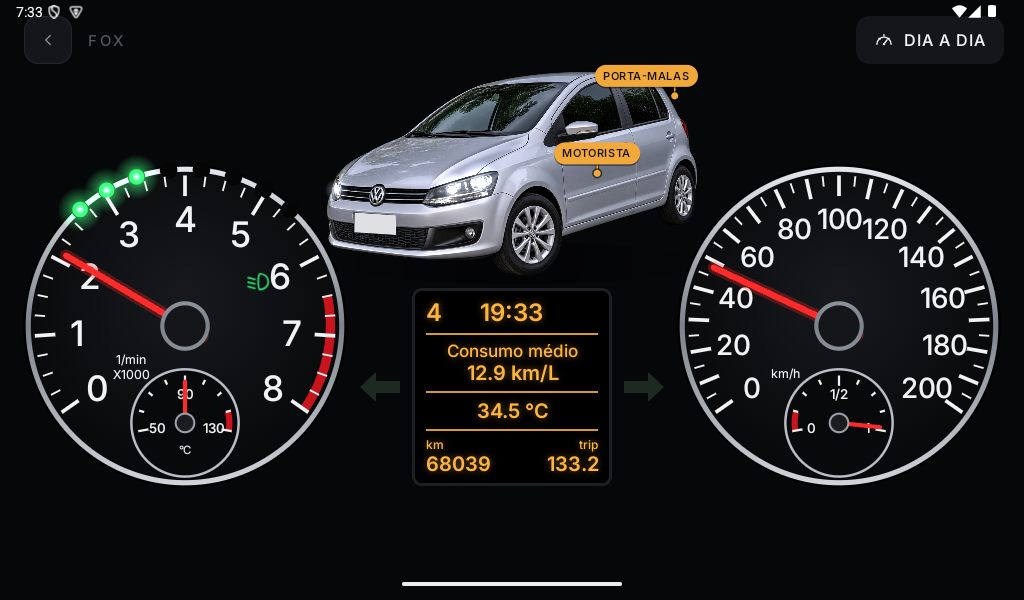 7:33
FOX
DIA A DIA
PORTA-MALAS
MOTORISTA
0
1
2
3
4
5
6
7
8
1/min
X1000
50
90
130
°C
4 19:33
Consumo médio
12.9 km/L
34.5 °C
km trip
68039 133.2
0
20
40
60
80
100
120
140
160
180
200
km/h
0
1/2
1